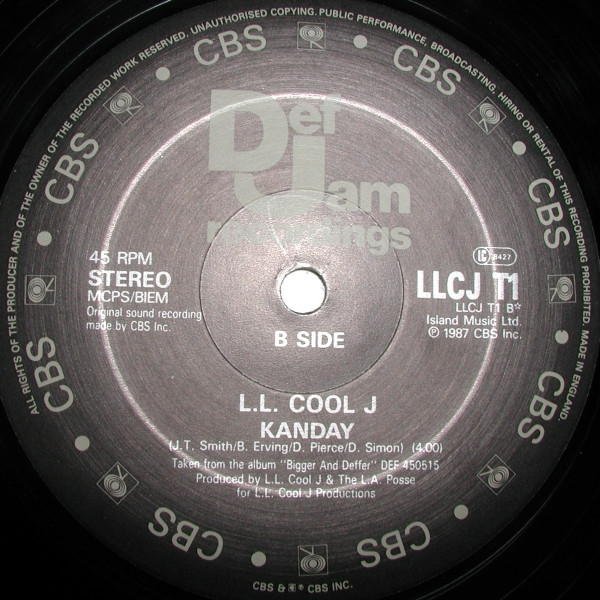 ALL RIGHTS OF THE PRODUCER AND OF THE OWNER OF THE RECORDED WORK RESERVED. UNAUTHORISED COPYING. PUBLIC PERFORMANCE, BROADCASTING, HIRING OR RENTAL OF THIS RECORDING PROHIBITED. MADE IN ENGLAND.
CBS
CBS
CBS
CBS
CBS
CBS
CBS
CBS
Def
Jam
recordings
45 RPM
STEREO
MCPS/BIEM
Original sound recording
made by CBS Inc.
LC 8427
LLCJ T1
LLCJ T1 B☆
Island Music Ltd.
℗ 1987 CBS Inc.
B SIDE
L.L. COOL J
KANDAY
(J.T. Smith/B. Erving/D. Pierce/D. Simon) (4.00)
Taken from the album "Bigger And Deffer" DEF 450515
Produced by L.L. Cool J & The L.A. Posse
for L.L. Cool J Productions
CBS & ® CBS INC.